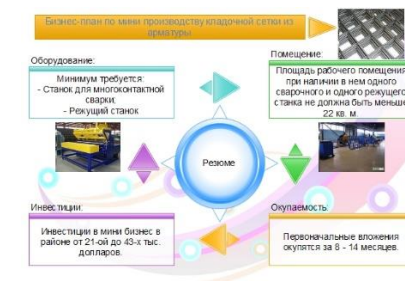 Бизнес-план по мини производству кладочной сетки из
арматуры
Оборудование:
Минимум требуется:
- Станок для многоконтактной
сварки;
- Режущий станок
Помещение:
Площадь рабочего помещения
при наличии в нем одного
сварочного и одного режущего
станка не должна быть меньше
22 кв. м.
Резюме
Инвестиции:
Инвестиции в мини бизнес в
районе от 21-ой до 43-х тыс.
долларов.
Окупаемость:
Первоначальные вложения
окупятся за 8 - 14 месяцев.